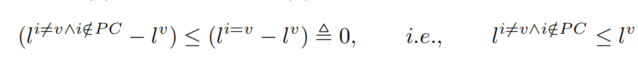 (l^{i≠v∧i∉PC} − l^v) ≤ (l^{i=v} − l^v) ≜ 0, i.e., l^{i≠v∧i∉PC} ≤ l^v